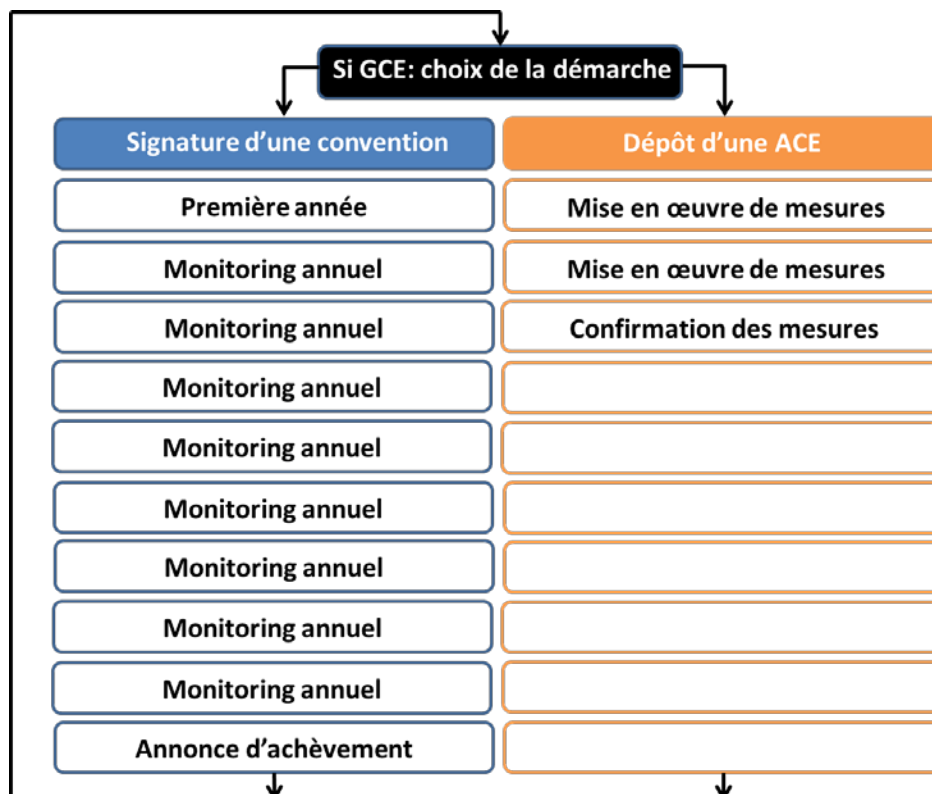 Si GCE: choix de la démarche
Signature d’une convention
Dépôt d’une ACE
Première année
Mise en œuvre de mesures
Monitoring annuel
Mise en œuvre de mesures
Monitoring annuel
Confirmation des mesures
Monitoring annuel
Monitoring annuel
Monitoring annuel
Monitoring annuel
Monitoring annuel
Monitoring annuel
Annonce d’achèvement